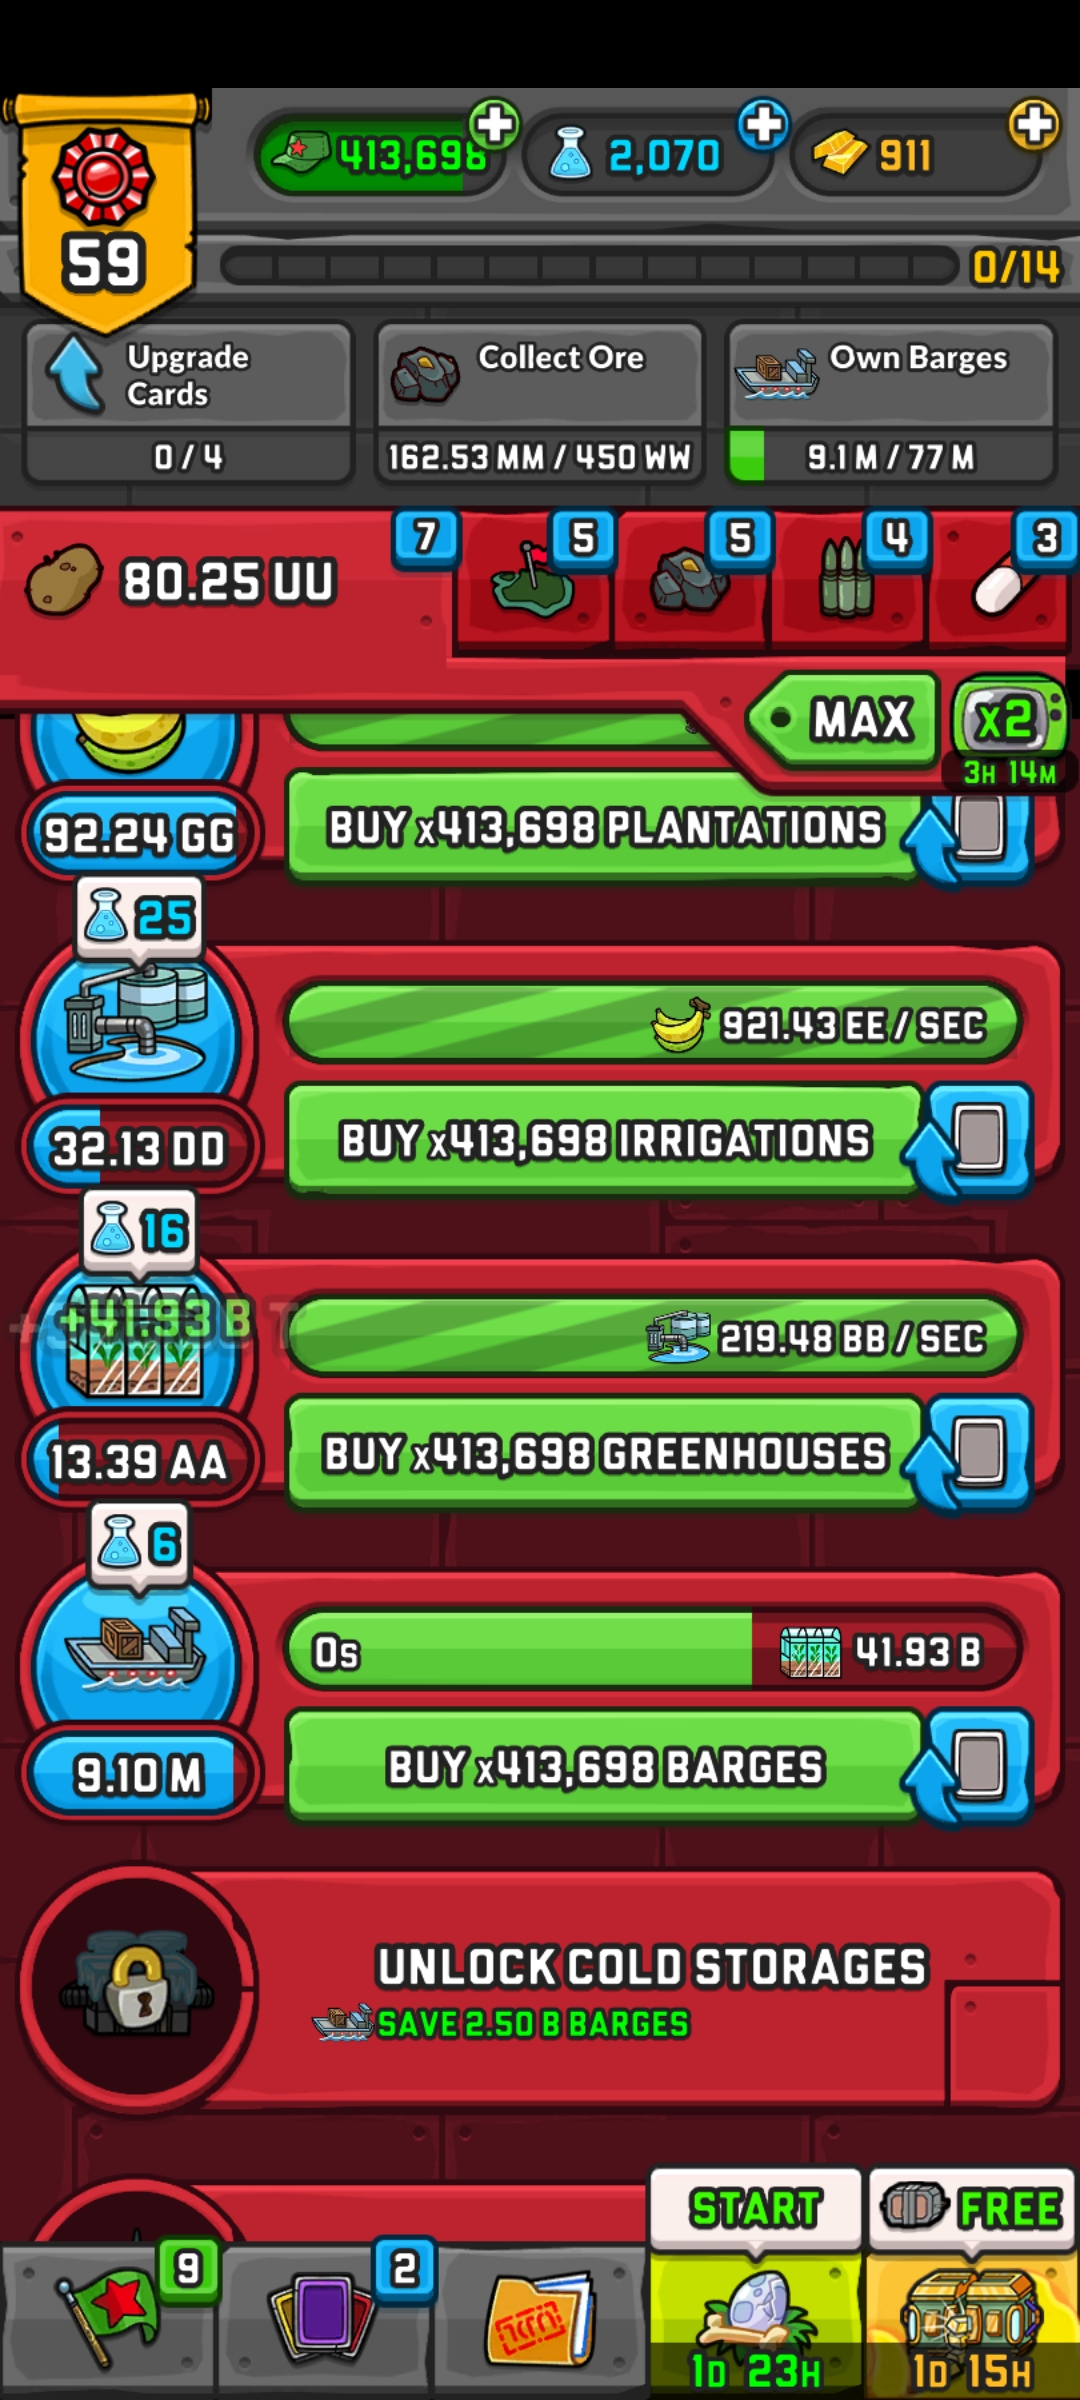 413,698
2,070
911
59
0/14
Upgrade
Cards
0 / 4
Collect Ore
162.53 MM / 450 WW
Own Barges
9.1 M / 77 M
80.25 UU
7
5
5
4
3
MAX
x2
3H 14M
92.24 GG
BUY x413,698 PLANTATIONS
25
921.43 EE / SEC
32.13 DD
BUY x413,698 IRRIGATIONS
16
+41.93 B
219.48 BB / SEC
13.39 AA
BUY x413,698 GREENHOUSES
6
0s
41.93 B
9.10 M
BUY x413,698 BARGES
UNLOCK COLD STORAGES
SAVE 2.50 B BARGES
START
FREE
9
2
1D 23H
1D 15H